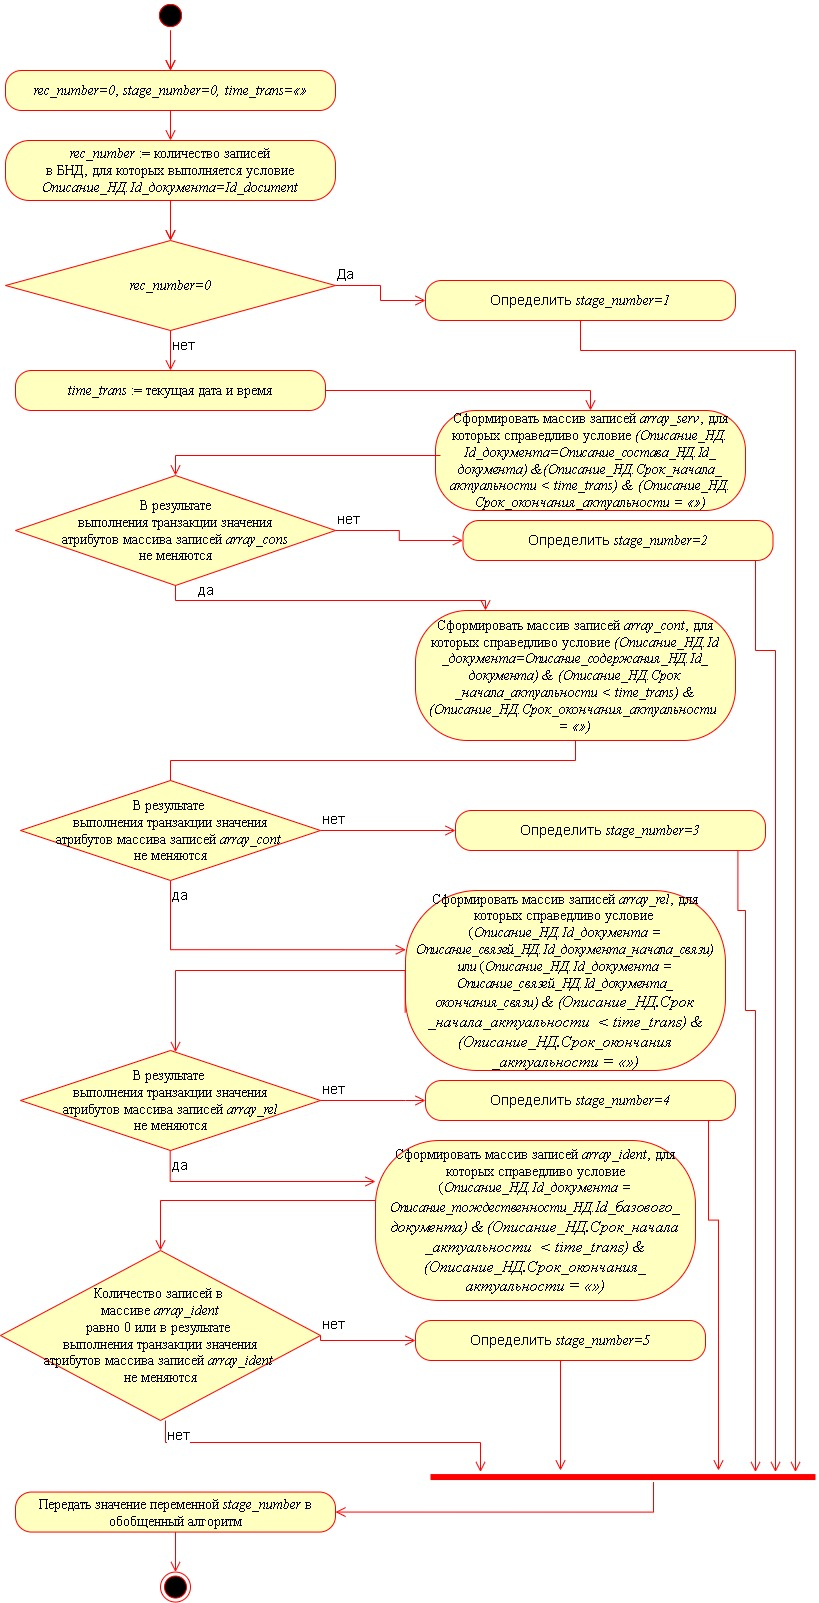 rec_number=0, stage_number=0, time_trans=«»
rec_number := количество записей
в БНД, для которых выполняется условие
Описание_НД.Id_документа=Id_document
rec_number=0
Да
Определить stage_number=1
нет
time_trans := текущая дата и время
Сформировать массив записей array_serv, для
которых справедливо условие (Описание_НД.
Id_документа=Описание_состава_НД.Id_
документа) &(Описание_НД.Срок_начала_
актуальности < time_trans) & (Описание_НД.
Срок_окончания_актуальности = «»)
В результате
выполнения транзакции значения
атрибутов массива записей array_cons
не меняются
нет
Определить stage_number=2
да
Сформировать массив записей array_cont, для
которых справедливо условие (Описание_НД.Id
_документа=Описание_содержания_НД.Id_
документа) & (Описание_НД.Срок
_начала_актуальности < time_trans) &
(Описание_НД.Срок_окончания_актуальности
= «»)
В результате
выполнения транзакции значения
атрибутов массива записей array_cont
не меняются
нет
Определить stage_number=3
да
Сформировать массив записей array_rel, для
которых справедливо условие
(Описание_НД.Id_документа =
Описание_связей_НД.Id_документа_начала_связи)
или (Описание_НД.Id_документа =
Описание_связей_НД.Id_документа_
окончания_связи) & (Описание_НД.Срок
_начала_актуальности < time_trans) &
(Описание_НД.Срок_окончания
_актуальности = «»)
В результате
выполнения транзакции значения
атрибутов массива записей array_rel
не меняются
нет
Определить stage_number=4
да
Сформировать массив записей array_ident, для
которых справедливо условие
(Описание_НД.Id_документа =
Описание_тождественности_НД.Id_базового_
документа) & (Описание_НД.Срок_начала
_актуальности < time_trans) &
(Описание_НД.Срок_окончания_
актуальности = «»)
Количество записей в
массиве array_ident
равно 0 или в результате
выполнения транзакции значения
атрибутов массива записей array_ident
не меняются
нет
Определить stage_number=5
нет
Передать значение переменной stage_number в
обобщенный алгоритм